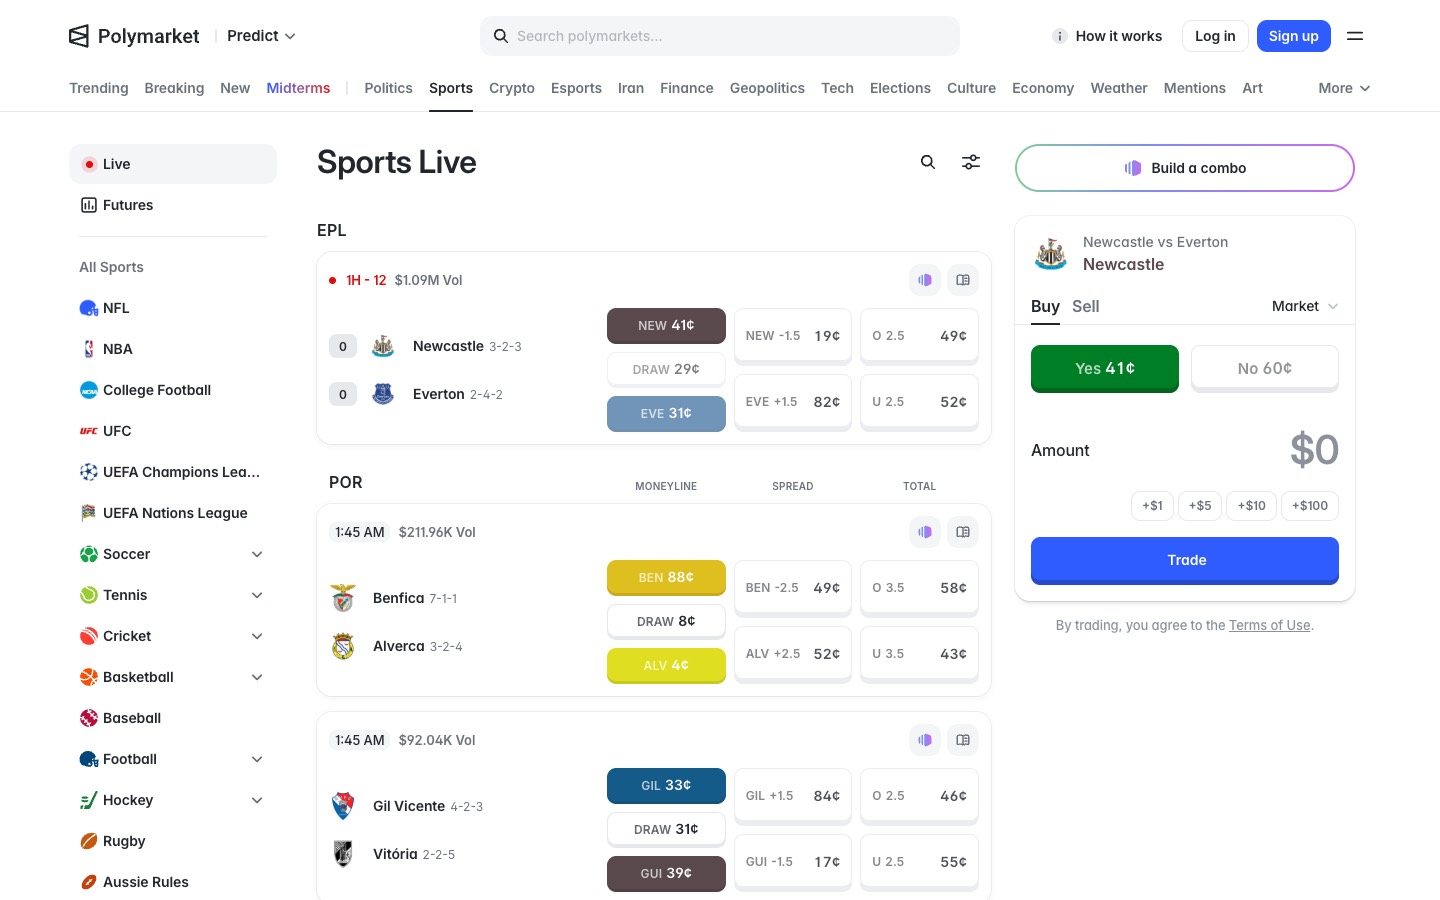 Polymarket
Predict
Search polymarkets...
How it works
Log in
Sign up
Trending Breaking New Midterms Politics Sports Crypto Esports Iran Finance Geopolitics Tech Elections Culture Economy Weather Mentions Art More
Live
Futures
All Sports
NFL
NBA
College Football
UFC
UEFA Champions Lea...
UEFA Nations League
Soccer
Tennis
Cricket
Basketball
Baseball
Football
Hockey
Rugby
Aussie Rules
Sports Live
EPL
1H - 12 $1.09M Vol
0 Newcastle 3-2-3
0 Everton 2-4-2
NEW 41¢
DRAW 29¢
EVE 31¢
NEW -1.5 19¢
EVE +1.5 82¢
O 2.5 49¢
U 2.5 52¢
POR MONEYLINE SPREAD TOTAL
1:45 AM $211.96K Vol
Benfica 7-1-1
Alverca 3-2-4
BEN 88¢
DRAW 8¢
ALV 4¢
BEN -2.5 49¢
ALV +2.5 52¢
O 3.5 58¢
U 3.5 43¢
1:45 AM $92.04K Vol
Gil Vicente 4-2-3
Vitória 2-2-5
GIL 33¢
DRAW 31¢
GUI 39¢
GIL +1.5 84¢
GUI -1.5 17¢
O 2.5 46¢
U 2.5 55¢
Build a combo
Newcastle vs Everton
Newcastle
Buy Sell Market
Yes 41¢ No 60¢
Amount $0
+$1 +$5 +$10 +$100
Trade
By trading, you agree to the Terms of Use.